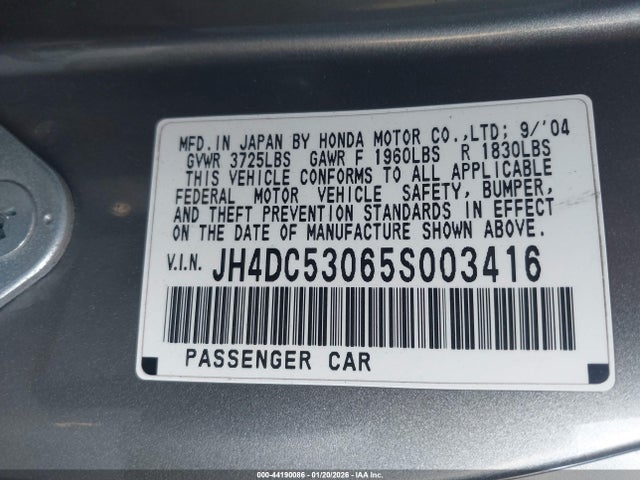 MFD.IN JAPAN BY HONDA MOTOR CO.,LTD; 9/'04
GVWR 3725LBS GAWR F 1960LBS R 1830LBS
THIS VEHICLE CONFORMS TO ALL APPLICABLE
FEDERAL MOTOR VEHICLE SAFETY, BUMPER,
AND THEFT PREVENTION STANDARDS IN EFFECT
ON THE DATE OF MANUFACTURE SHOWN ABOVE.
V.I.N. JH4DC53065S003416
PASSENGER CAR
000-44190086 - 01/20/2026 - IAA Inc.